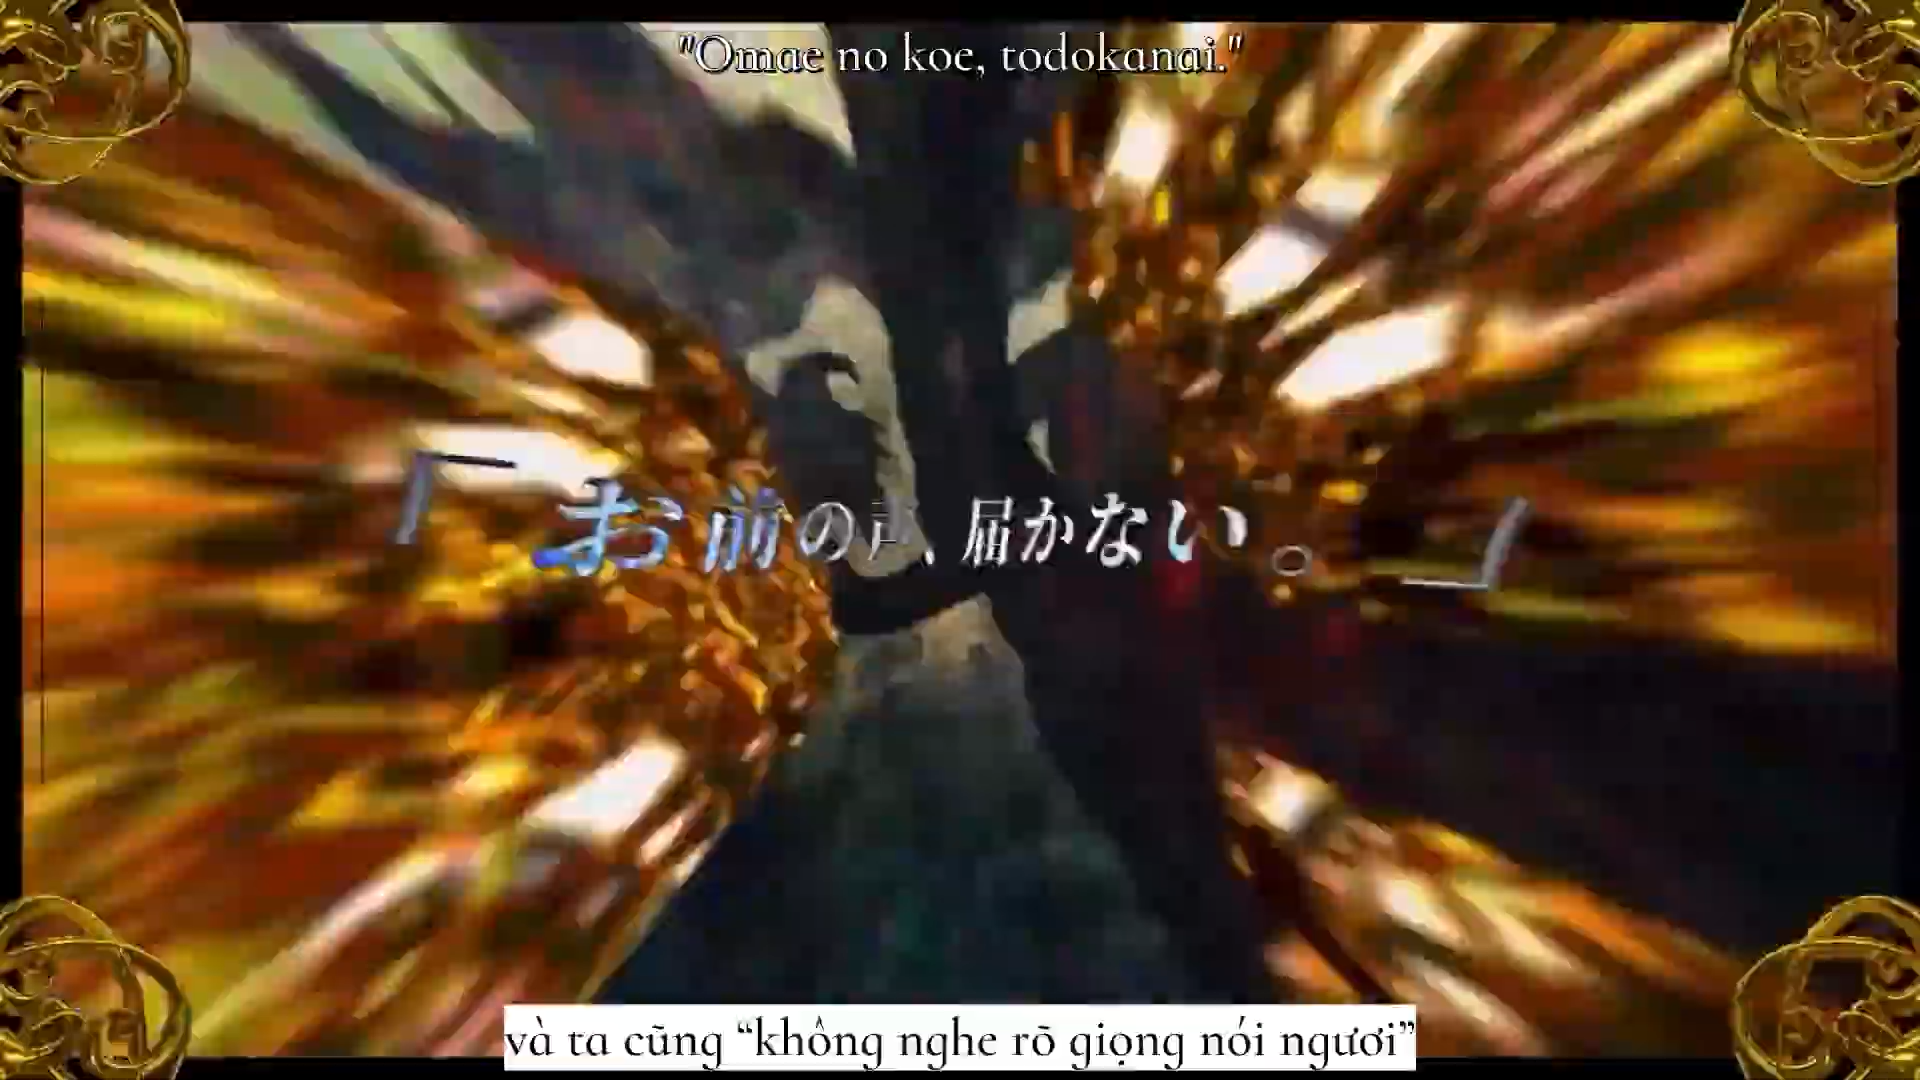 "Omae no koe, todokanai."
「お前の声、届かない。」
và ta cũng “không nghe rõ giọng nói ngươi”